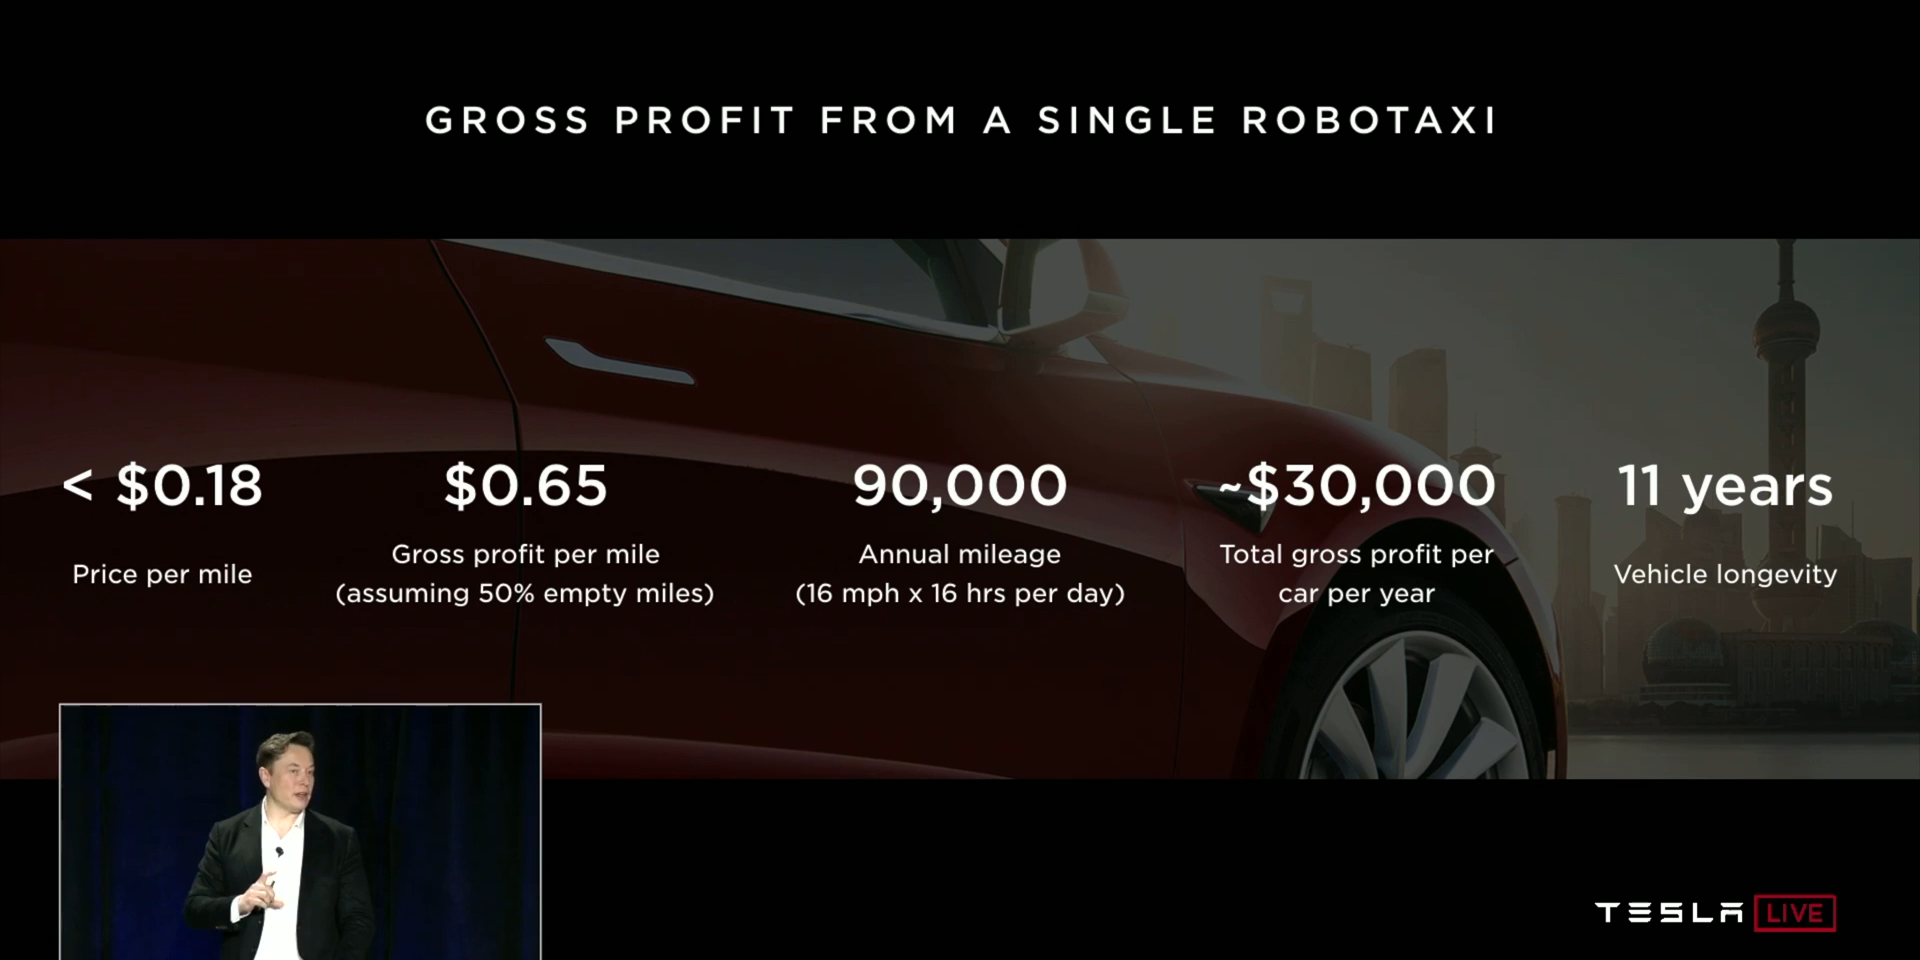 GROSS PROFIT FROM A SINGLE ROBOTAXI
< $0.18
Price per mile
$0.65
Gross profit per mile
(assuming 50% empty miles)
90,000
Annual mileage
(16 mph x 16 hrs per day)
~$30,000
Total gross profit per
car per year
11 years
Vehicle longevity
TESLA LIVE